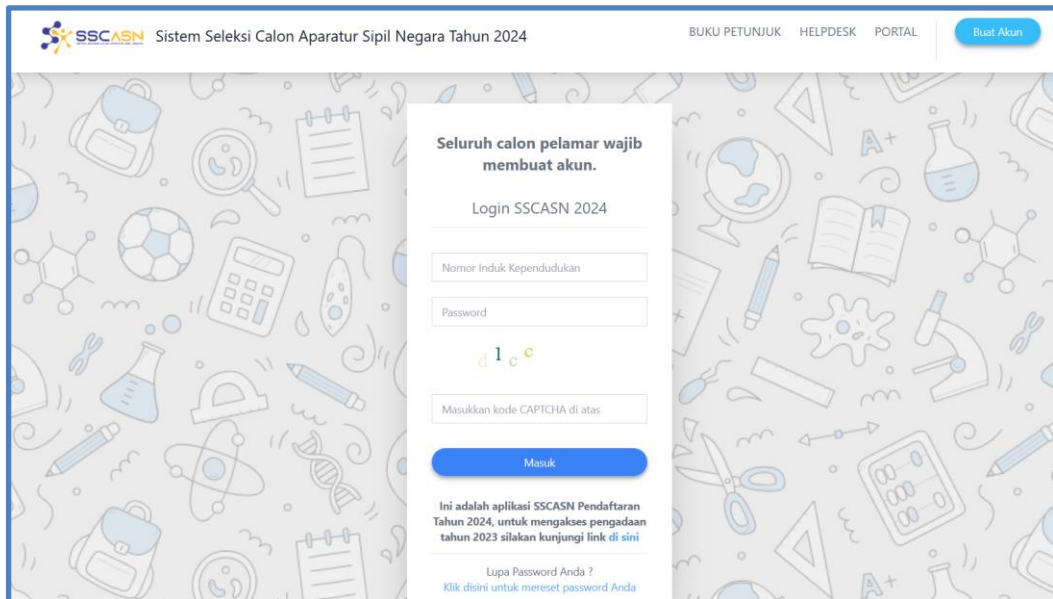 SSCASN Sistem Seleksi Calon Aparatur Sipil Negara Tahun 2024
BUKU PETUNJUK HELPDESK PORTAL Buat Akun
Seluruh calon pelamar wajib
membuat akun.
Login SSCASN 2024
Nomor Induk Kependudukan
Password
d1cc
Masukkan kode CAPTCHA di atas
Masuk
Ini adalah aplikasi SSCASN Pendaftaran
Tahun 2024, untuk mengakses pengadaan
tahun 2023 silakan kunjungi link di sini
Lupa Password Anda ?
Klik disini untuk mereset password Anda
A+
A+